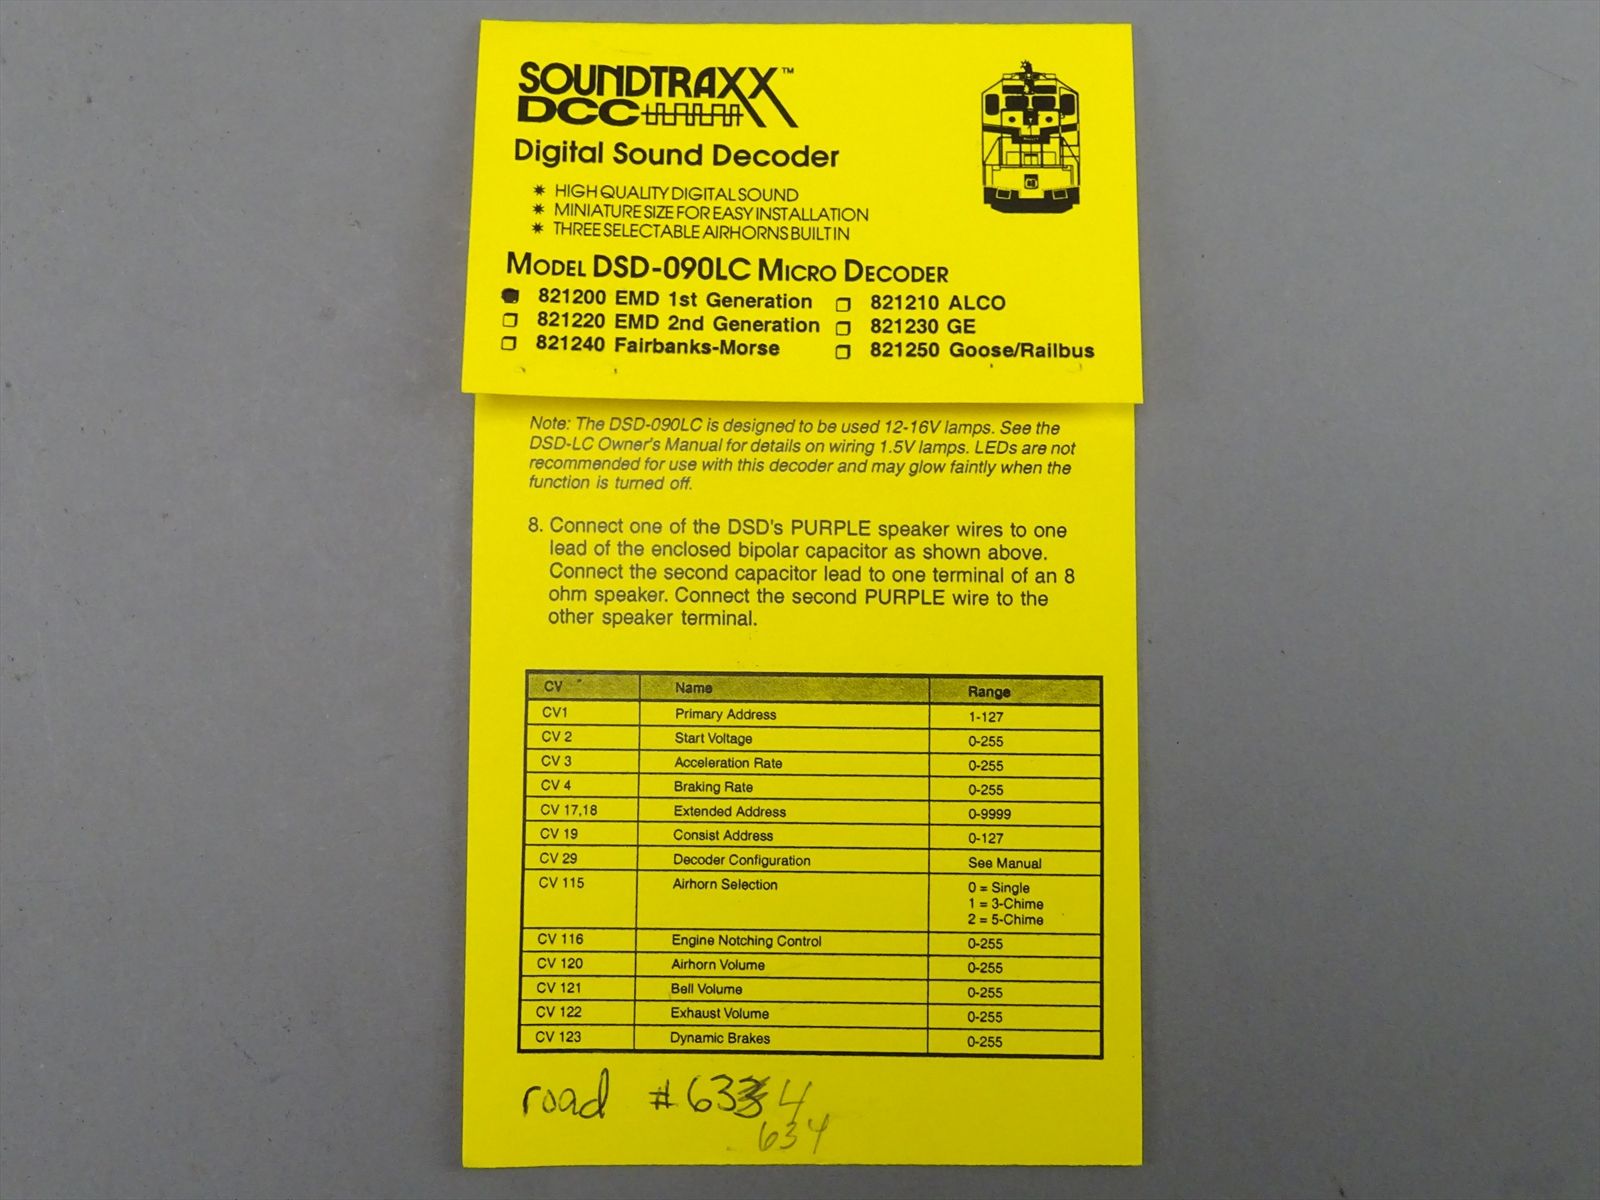 SOUNDTRAXX™
DCC
Digital Sound Decoder
✷ HIGH QUALITY DIGITAL SOUND
✷ MINIATURE SIZE FOR EASY INSTALLATION
✷ THREE SELECTABLE AIRHORNS BUILT IN
MODEL DSD-090LC MICRO DECODER
821200 EMD 1st Generation 821210 ALCO
821220 EMD 2nd Generation 821230 GE
821240 Fairbanks-Morse 821250 Goose/Railbus
Note: The DSD-090LC is designed to be used 12-16V lamps. See the
DSD-LC Owner's Manual for details on wiring 1.5V lamps. LEDs are not
recommended for use with this decoder and may glow faintly when the
function is turned off.
8. Connect one of the DSD's PURPLE speaker wires to one
lead of the enclosed bipolar capacitor as shown above.
Connect the second capacitor lead to one terminal of an 8
ohm speaker. Connect the second PURPLE wire to the
other speaker terminal.
CV Name Range
CV1 Primary Address 1-127
CV 2 Start Voltage 0-255
CV 3 Acceleration Rate 0-255
CV 4 Braking Rate 0-255
CV 17,18 Extended Address 0-9999
CV 19 Consist Address 0-127
CV 29 Decoder Configuration See Manual
CV 115 Airhorn Selection 0 = Single
1 = 3-Chime
2 = 5-Chime
CV 116 Engine Notching Control 0-255
CV 120 Airhorn Volume 0-255
CV 121 Bell Volume 0-255
CV 122 Exhaust Volume 0-255
CV 123 Dynamic Brakes 0-255
road #63 4
634